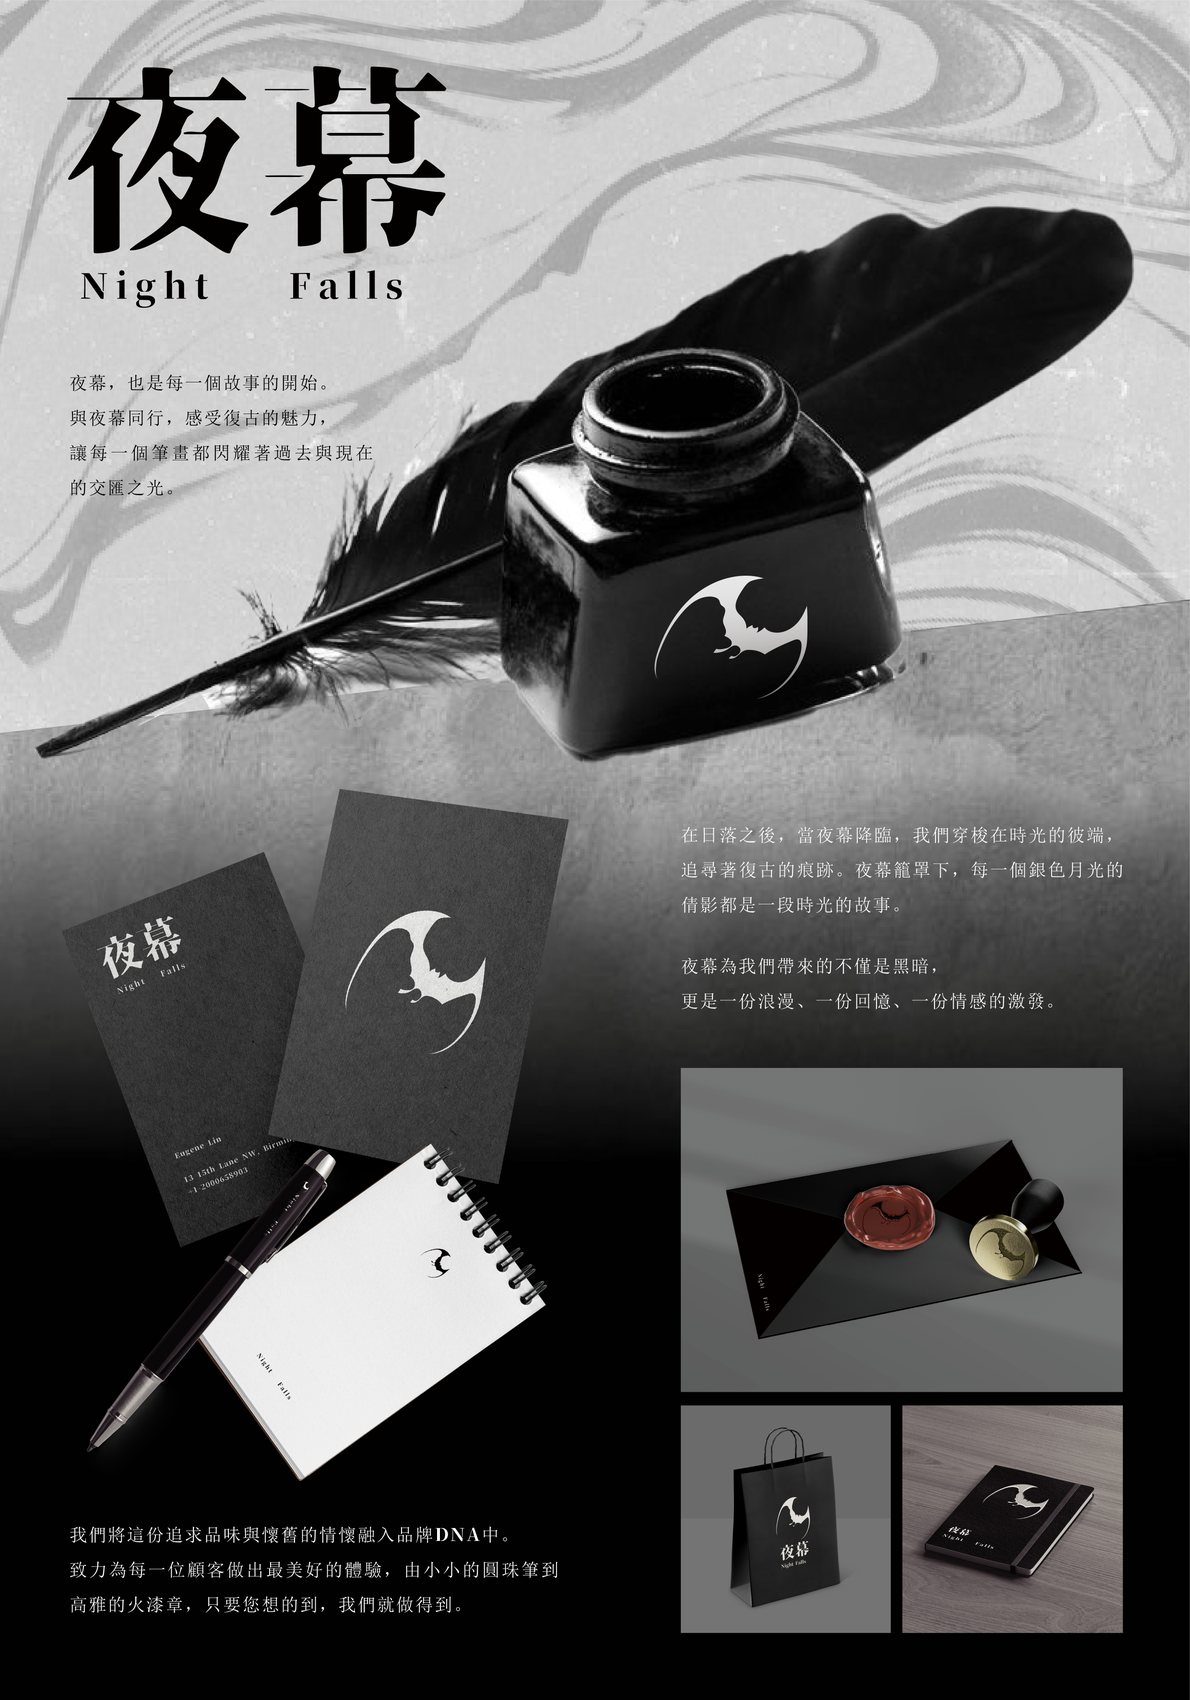 夜幕
Night Falls
夜幕，也是每一個故事的開始。
與夜幕同行，感受復古的魅力，
讓每一個筆畫都閃耀著過去與現在
的交匯之光。
在日落之後，當夜幕降臨，我們穿梭在時光的彼端，
追尋著復古的痕跡。夜幕籠罩下，每一個銀色月光的
倩影都是一段時光的故事。
夜幕為我們帶來的不僅是黑暗，
更是一份浪漫、一份回憶、一份情感的激發。
夜幕
Night Falls
Eugene Lin
13 15th Lane NW, Birmin
+1-2000658903
Night Falls
Night Falls
Night Falls
夜幕
Night Falls
夜幕
Night Falls
我們將這份追求品味與懷舊的情懷融入品牌DNA中。
致力為每一位顧客做出最美好的體驗，由小小的圓珠筆到
高雅的火漆章，只要您想的到，我們就做得到。